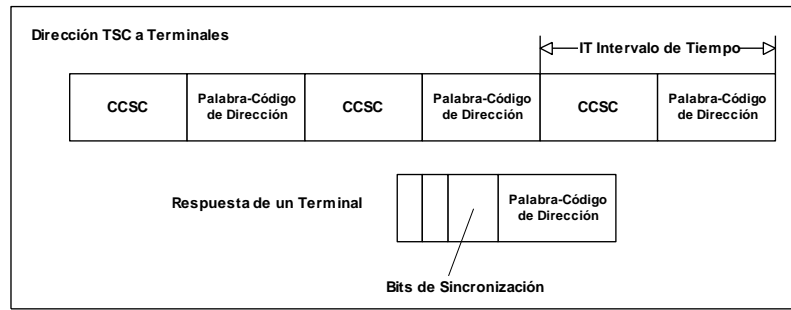 Dirección TSC a Terminales
IT Intervalo de Tiempo
CCSC
Palabra-Código
de Dirección
CCSC
Palabra-Código
de Dirección
CCSC
Palabra-Código
de Dirección
Respuesta de un Terminal
Palabra-Código
de Dirección
Bits de Sincronización